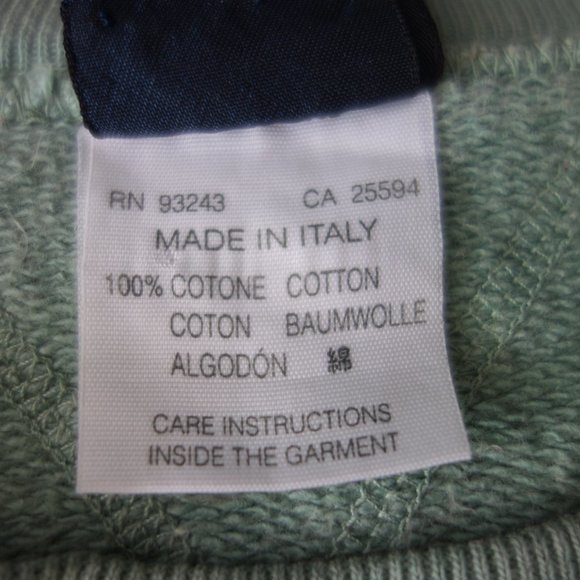 RN 93243 CA 25594
MADE IN ITALY
100% COTONE COTTON
COTON BAUMWOLLE
ALGODÓN 綿
CARE INSTRUCTIONS
INSIDE THE GARMENT